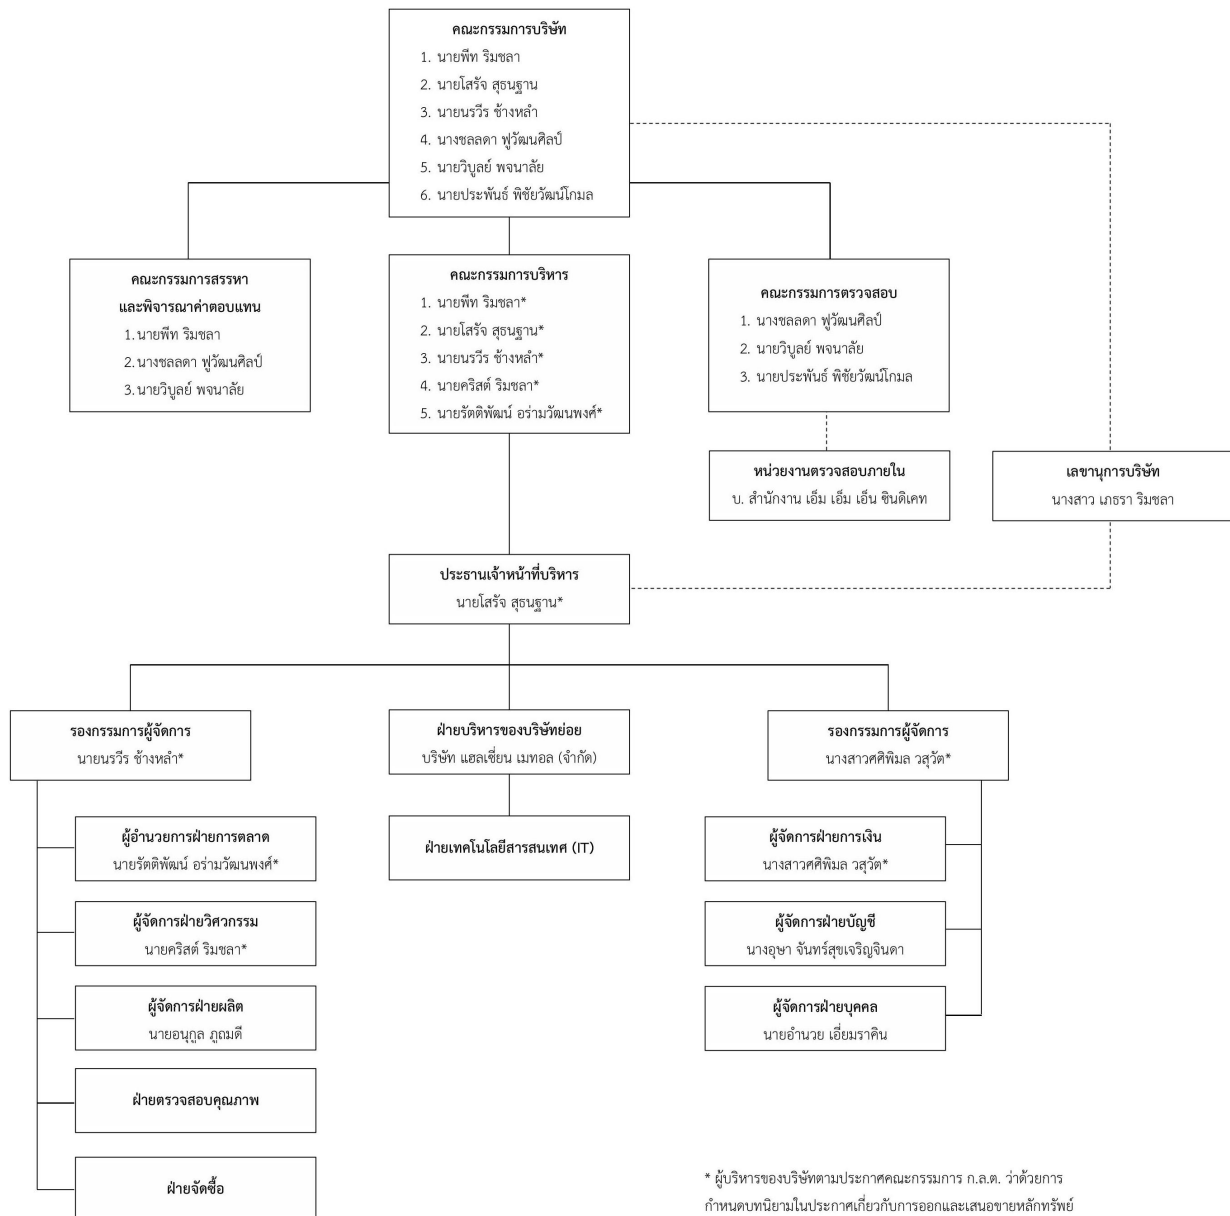 คณะกรรมการบริษัท
1. นายพีท ริมชลา
2. นายโสรัจ สุธนฐาน
3. นายนรวีร ช้างหลำ
4. นางชลลดา ฟูวัฒนศิลป์
5. นายวิบูลย์ พจนาลัย
6. นายประพันธ์ พิชัยวัฒน์โกมล
คณะกรรมการสรรหา
และพิจารณาค่าตอบแทน
1. นายพีท ริมชลา
2. นางชลลดา ฟูวัฒนศิลป์
3. นายวิบูลย์ พจนาลัย
คณะกรรมการบริหาร
1. นายพีท ริมชลา*
2. นายโสรัจ สุธนฐาน*
3. นายนรวีร ช้างหลำ*
4. นายคริสต์ ริมชลา*
5. นายรัตติพัฒน์ อร่ามวัฒนพงศ์*
คณะกรรมการตรวจสอบ
1. นางชลลดา ฟูวัฒนศิลป์
2. นายวิบูลย์ พจนาลัย
3. นายประพันธ์ พิชัยวัฒน์โกมล
หน่วยงานตรวจสอบภายใน
บ. สำนักงาน เอ็ม เอ็ม เอ็น ซินดิเคท
เลขานุการบริษัท
นางสาว เภธรา ริมชลา
ประธานเจ้าหน้าที่บริหาร
นายโสรัจ สุธนฐาน*
รองกรรมการผู้จัดการ
นายนรวีร ช้างหลำ*
ฝ่ายบริหารของบริษัทย่อย
บริษัท แฮลเซี่ยน เมทอล (จำกัด)
รองกรรมการผู้จัดการ
นางสาวศศิพิมล วสุวัต*
ผู้อำนวยการฝ่ายการตลาด
นายรัตติพัฒน์ อร่ามวัฒนพงศ์*
ฝ่ายเทคโนโลยีสารสนเทศ (IT)
ผู้จัดการฝ่ายการเงิน
นางสาวศศิพิมล วสุวัต*
ผู้จัดการฝ่ายวิศวกรรม
นายคริสต์ ริมชลา*
ผู้จัดการฝ่ายบัญชี
นางอุษา จันทร์สุขเจริญจินดา
ผู้จัดการฝ่ายผลิต
นายอนุกูล ภูถมดี
ผู้จัดการฝ่ายบุคคล
นายอำนวย เอี่ยมราคิน
ฝ่ายตรวจสอบคุณภาพ
ฝ่ายจัดซื้อ
* ผู้บริหารของบริษัทตามประกาศคณะกรรมการ ก.ล.ต. ว่าด้วยการ
กำหนดบทนิยามในประกาศเกี่ยวกับการออกและเสนอขายหลักทรัพย์